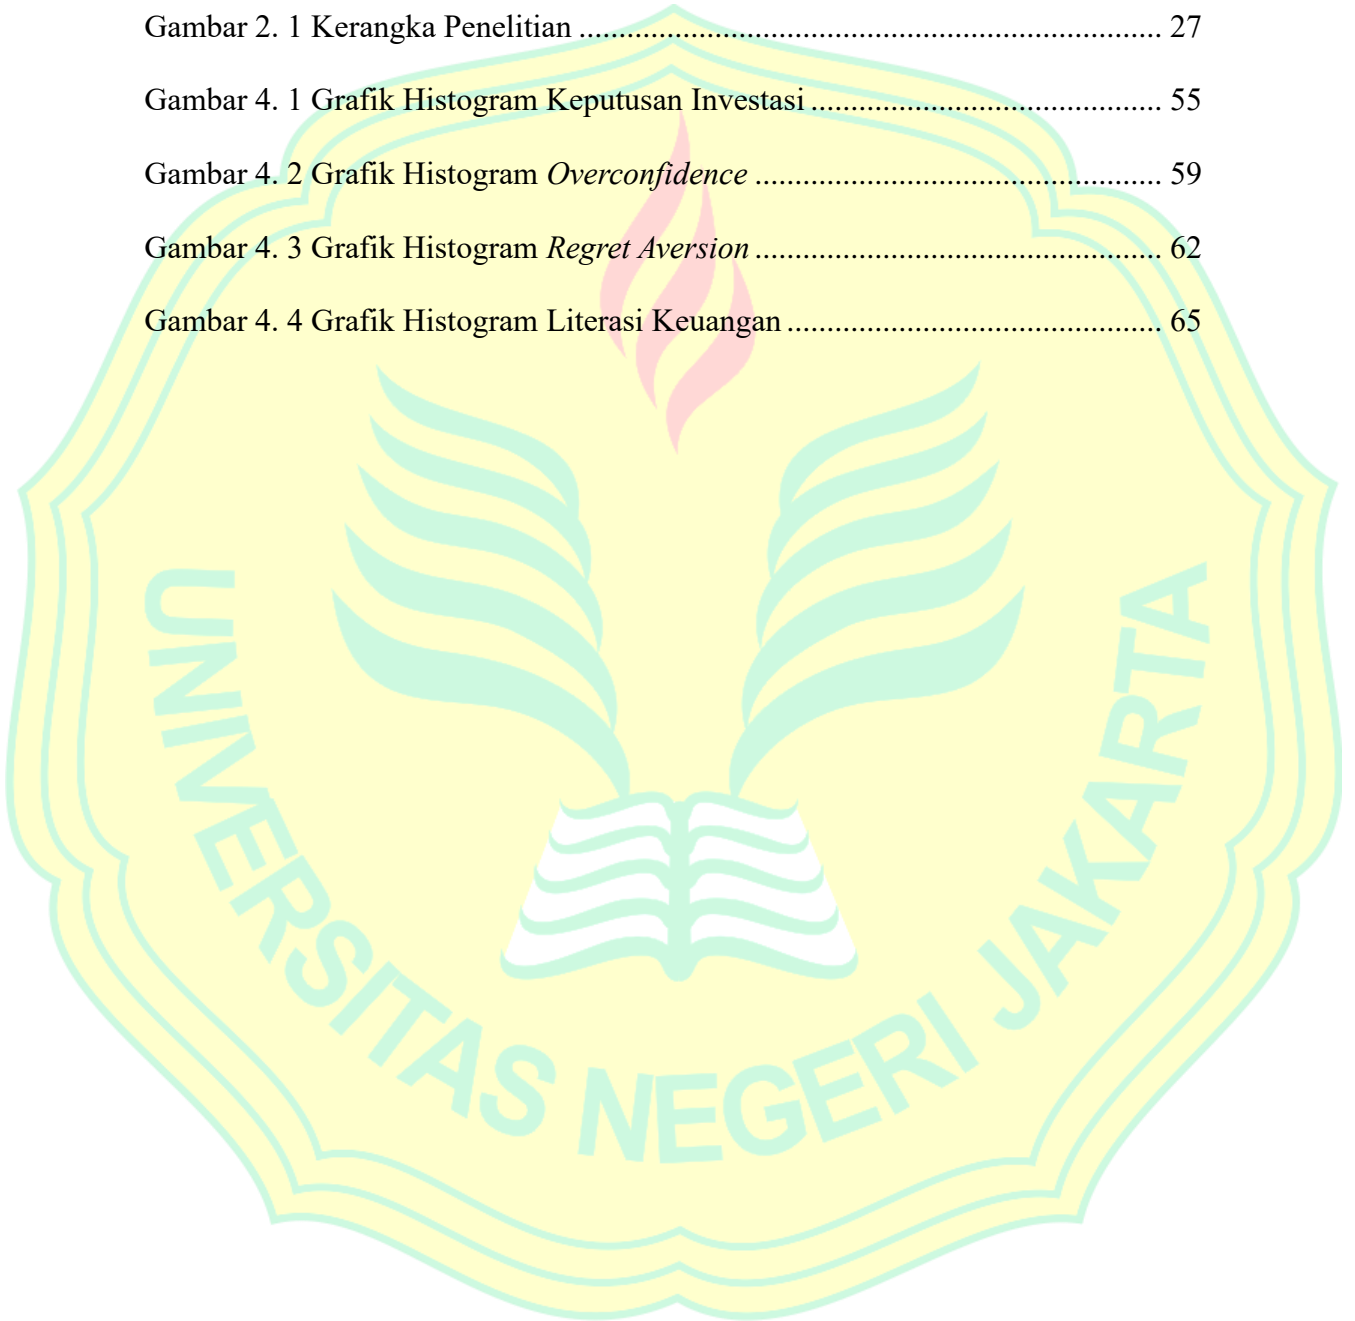 Gambar 2. 1 Kerangka Penelitian ........................................................................ 27
Gambar 4. 1 Grafik Histogram Keputusan Investasi ........................................... 55
Gambar 4. 2 Grafik Histogram Overconfidence .................................................. 59
Gambar 4. 3 Grafik Histogram Regret Aversion .................................................. 62
Gambar 4. 4 Grafik Histogram Literasi Keuangan .............................................. 65
UNIVERSITAS NEGERI JAKARTA